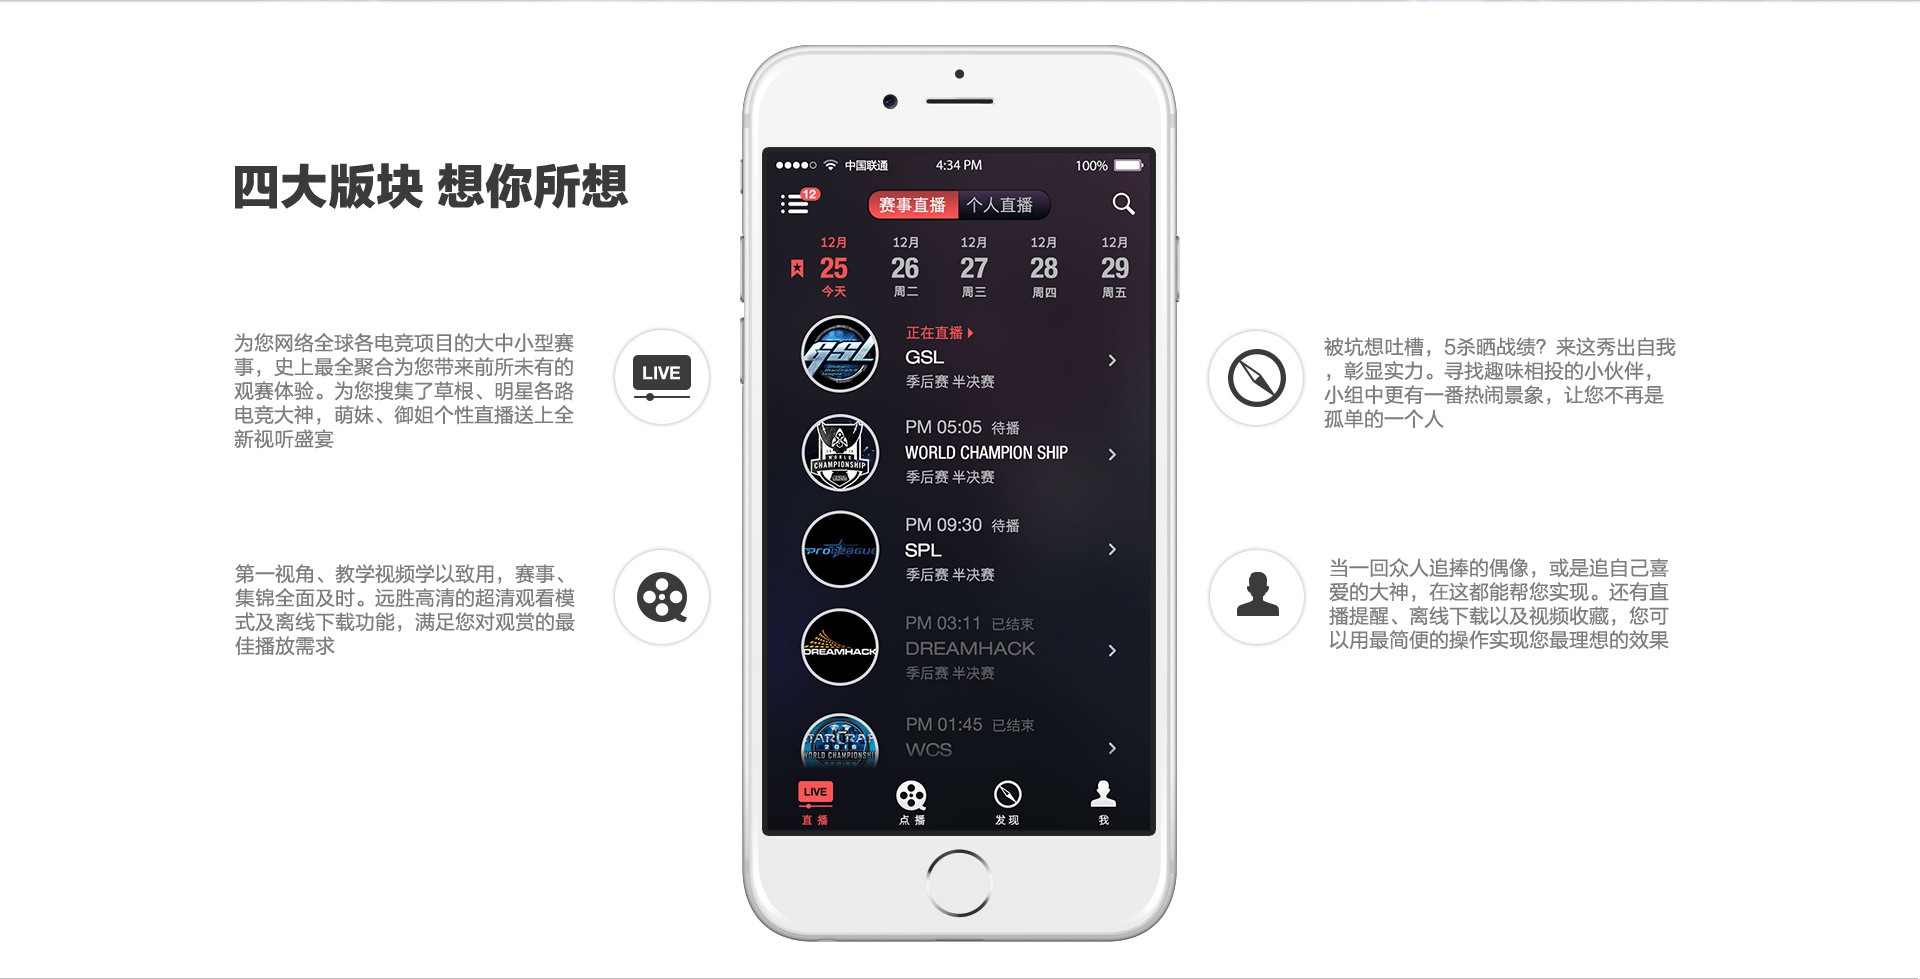 四大版块 想你所想
为您网络全球各电竞项目的大中小型赛
事，史上最全聚合为您带来前所未有的
观赛体验。为您搜集了草根、明星各路
电竞大神，萌妹、御姐个性直播送上全
新视听盛宴
LIVE
第一视角、教学视频学以致用，赛事、
集锦全面及时。远胜高清的超清观看模
式及离线下载功能，满足您对观赏的最
佳播放需求
中国联通 4:34 PM 100%
12
赛事直播 个人直播
12月 12月 12月 12月 12月
25 26 27 28 29
今天 周二 周三 周四 周五
GSL
正在直播
GSL
季后赛 半决赛
WORLD
CHAMPIONSHIP
PM 05:05 待播
WORLD CHAMPION SHIP
季后赛 半决赛
PROLEAGUE
PM 09:30 待播
SPL
季后赛 半决赛
DREAMHACK
PM 03:11 已结束
DREAMHACK
季后赛 半决赛
STARCRAFT
WORLD CHAMPIONSHIP
SERIES
PM 01:45 已结束
WCS
LIVE
直播 点播 发现 我
被坑想吐槽，5杀晒战绩？来这秀出自我
，彰显实力。寻找趣味相投的小伙伴，
小组中更有一番热闹景象，让您不再是
孤单的一个人
当一回众人追捧的偶像，或是追自己喜
爱的大神，在这都能帮您实现。还有直
播提醒、离线下载以及视频收藏，您可
以用最简便的操作实现您最理想的效果